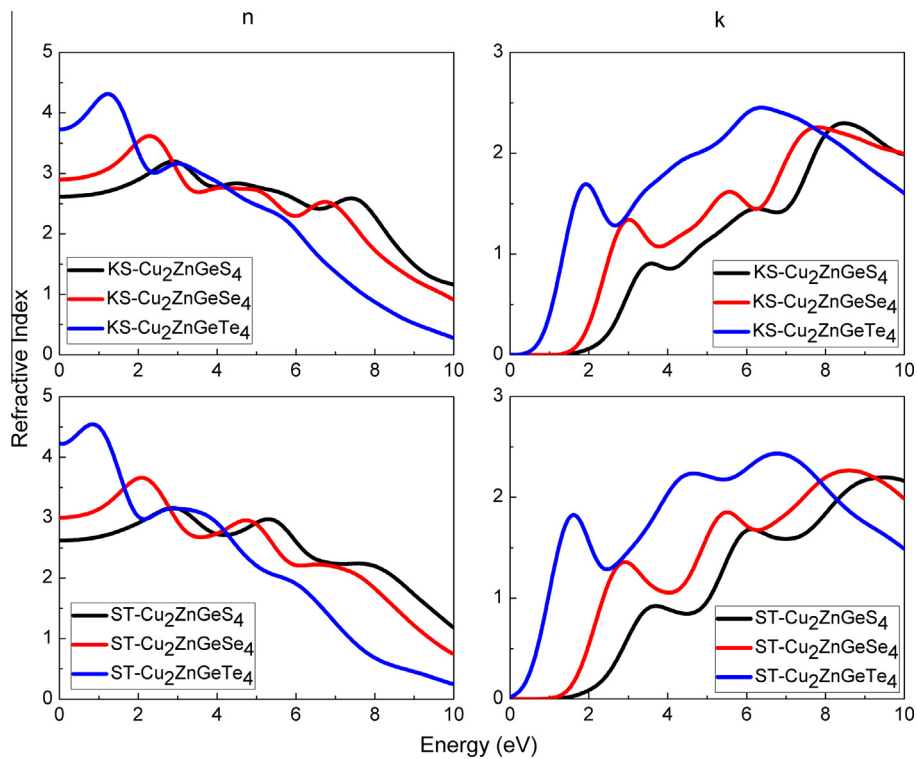 n
k
5
4
3
2
1
0
0
2
4
6
8
10
KS-Cu₂ZnGeS₄
KS-Cu₂ZnGeSe₄
KS-Cu₂ZnGeTe₄
3
2
1
0
0
2
4
6
8
10
KS-Cu₂ZnGeS₄
KS-Cu₂ZnGeSe₄
KS-Cu₂ZnGeTe₄
Refractive Index
5
4
3
2
1
0
0
2
4
6
8
10
ST-Cu₂ZnGeS₄
ST-Cu₂ZnGeSe₄
ST-Cu₂ZnGeTe₄
3
2
1
0
0
2
4
6
8
10
ST-Cu₂ZnGeS₄
ST-Cu₂ZnGeSe₄
ST-Cu₂ZnGeTe₄
Energy (eV)